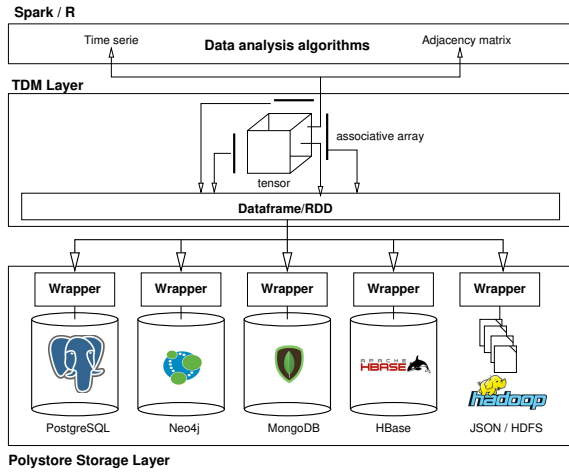 Spark / R
Time serie
Data analysis algorithms
Adjacency matrix
TDM Layer
associative array
tensor
Dataframe/RDD
Wrapper
Wrapper
Wrapper
Wrapper
Wrapper
APACHE
HBASE
hadoop
PostgreSQL
Neo4j
MongoDB
HBase
JSON / HDFS
Polystore Storage Layer